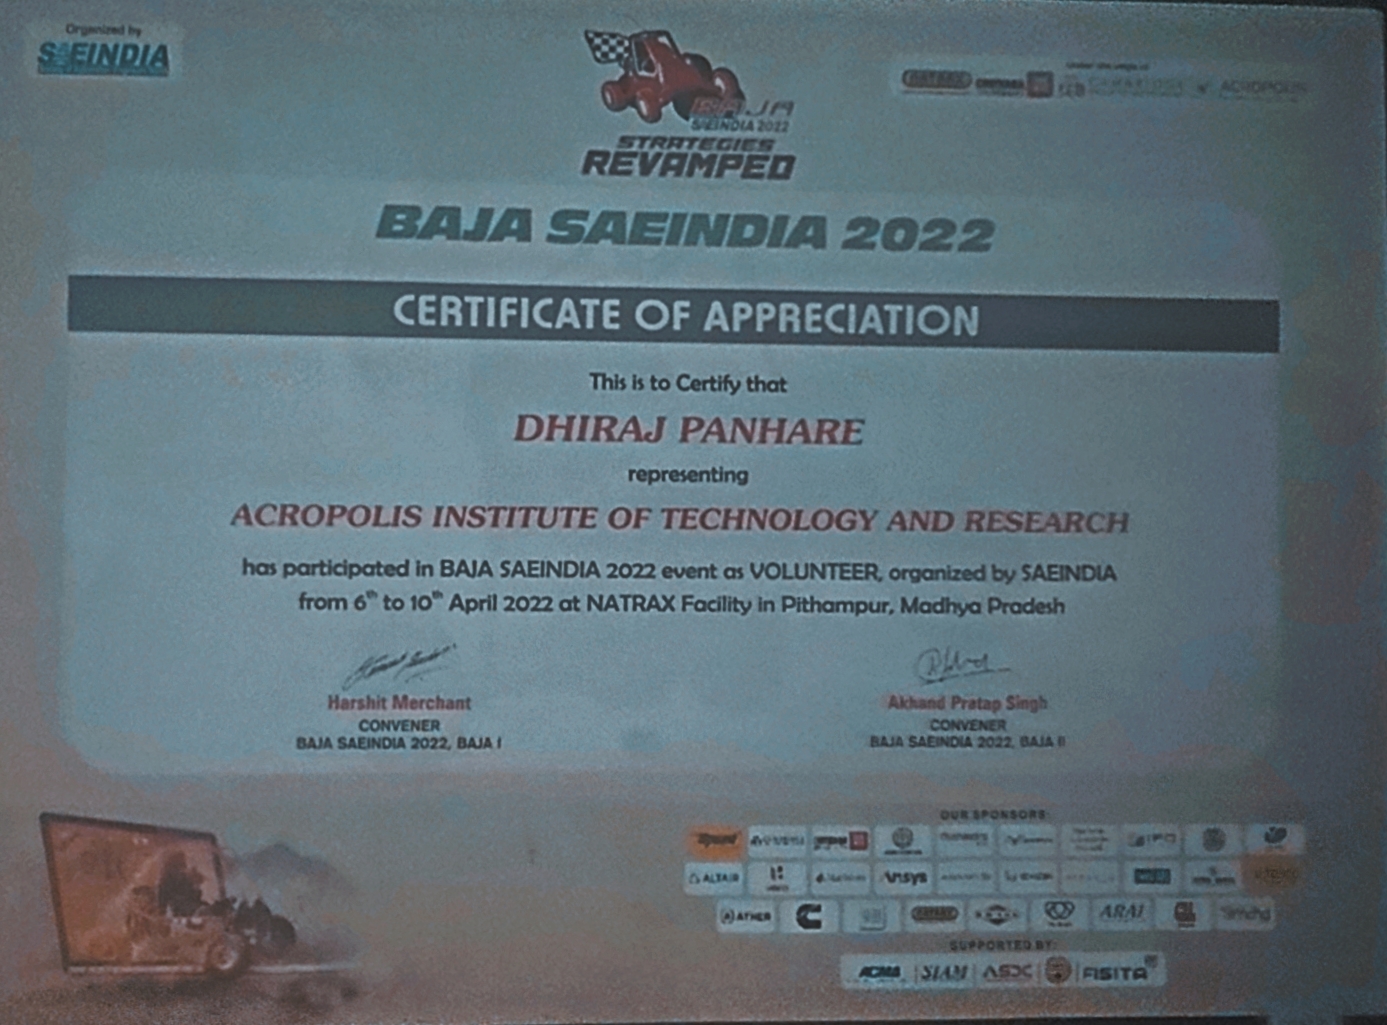 Organized by
SAEINDIA
BAJA
SAEINDIA 2022
STRATEGIES
REVAMPED
NATRAX
ACROPOLIS
BAJA SAEINDIA 2022
CERTIFICATE OF APPRECIATION
This is to Certify that
DHIRAJ PANHARE
representing
ACROPOLIS INSTITUTE OF TECHNOLOGY AND RESEARCH
has participated in BAJA SAEINDIA 2022 event as VOLUNTEER, organized by SAEINDIA
from 6th to 10th April 2022 at NATRAX Facility in Pithampur, Madhya Pradesh
Harshit Merchant
CONVENER
BAJA SAEINDIA 2022, BAJA I
Akhand Pratap Singh
CONVENER
BAJA SAEINDIA 2022, BAJA II
OUR SPONSORS
ALTAIR
Ansys
ATHER
NATRAX
ARAI
SUPPORTED BY:
ACMA
SIAM
ASDC
FISITA